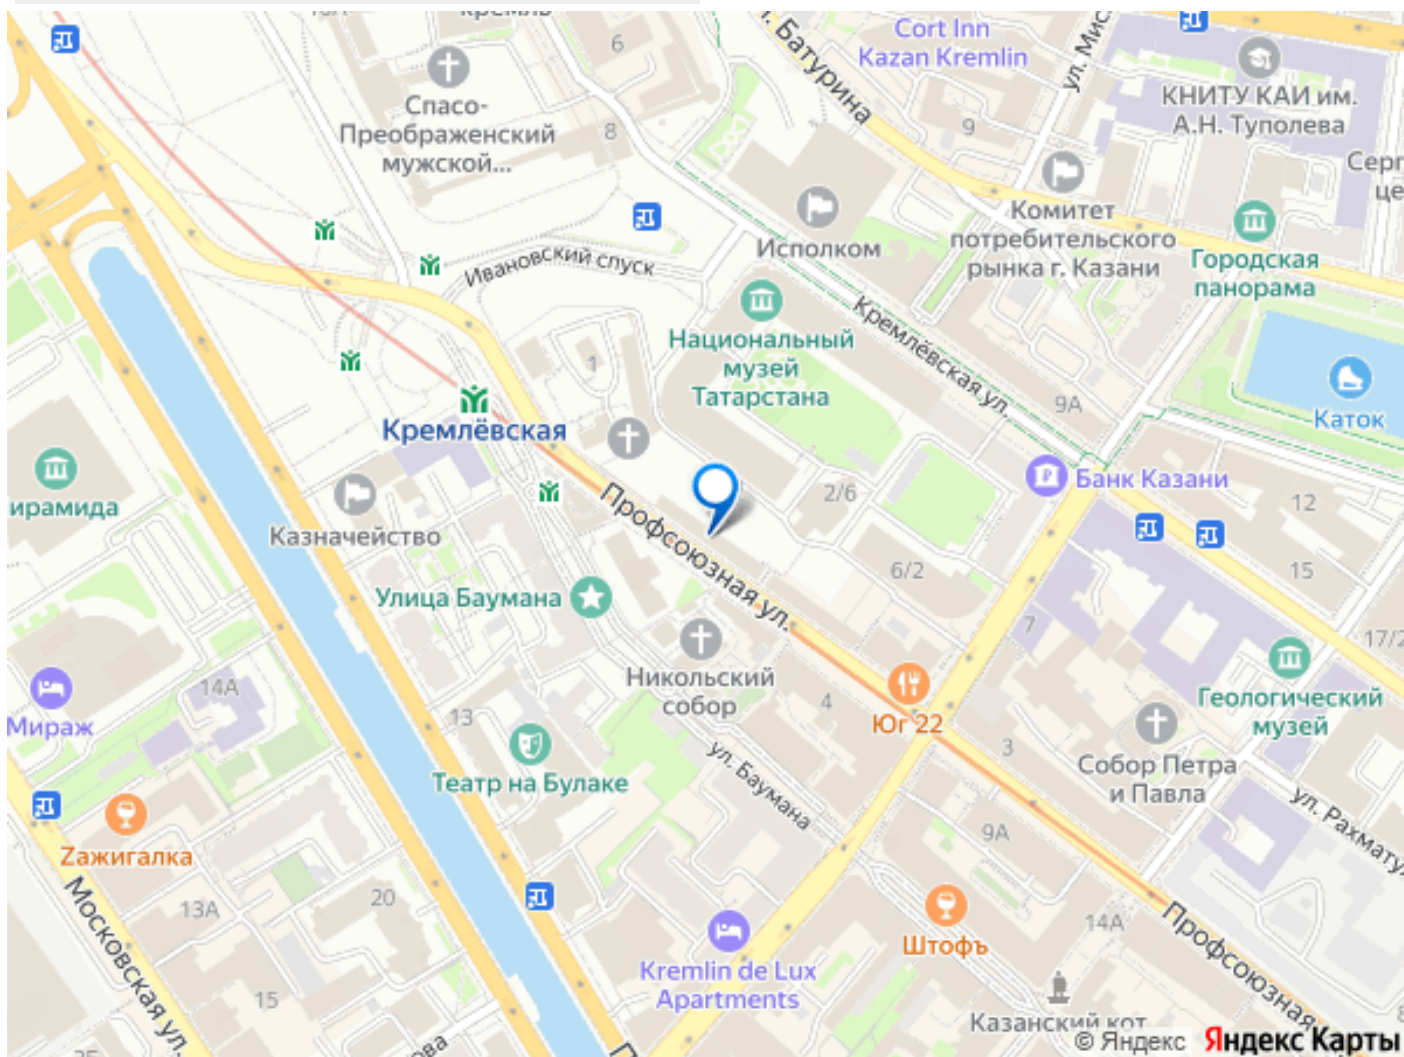 кремль
6
Спасо-
Преображенский
мужской...
8
ул. Батурина
Cort Inn
Kazan Kremlin
9
КНИТУ КАИ им.
А.Н. Туполева
Комитет
потребительского
рынка г. Казани
Городская
панорама
Исполком
Ивановский спуск
Национальный
музей
Татарстана
Кремлёвская ул.
1
9А
Каток
Кремлёвская
Банк Казани
2/6
12
Казначейство
Профсоюзная ул.
6/2
15
Улица Баумана
7
17/2
Никольский
собор
4
Юг 22
Геологический
музей
14А
Мираж
13
3
Театр на Булаке
ул. Баумана
Собор Петра
и Павла
Zажигалка
9А
13А
20
Московская ул.
Штофъ
14А
Профсоюзная
Kremlin de Lux
Apartments
15
Казанский кот
© Яндекс Яндекс Карты